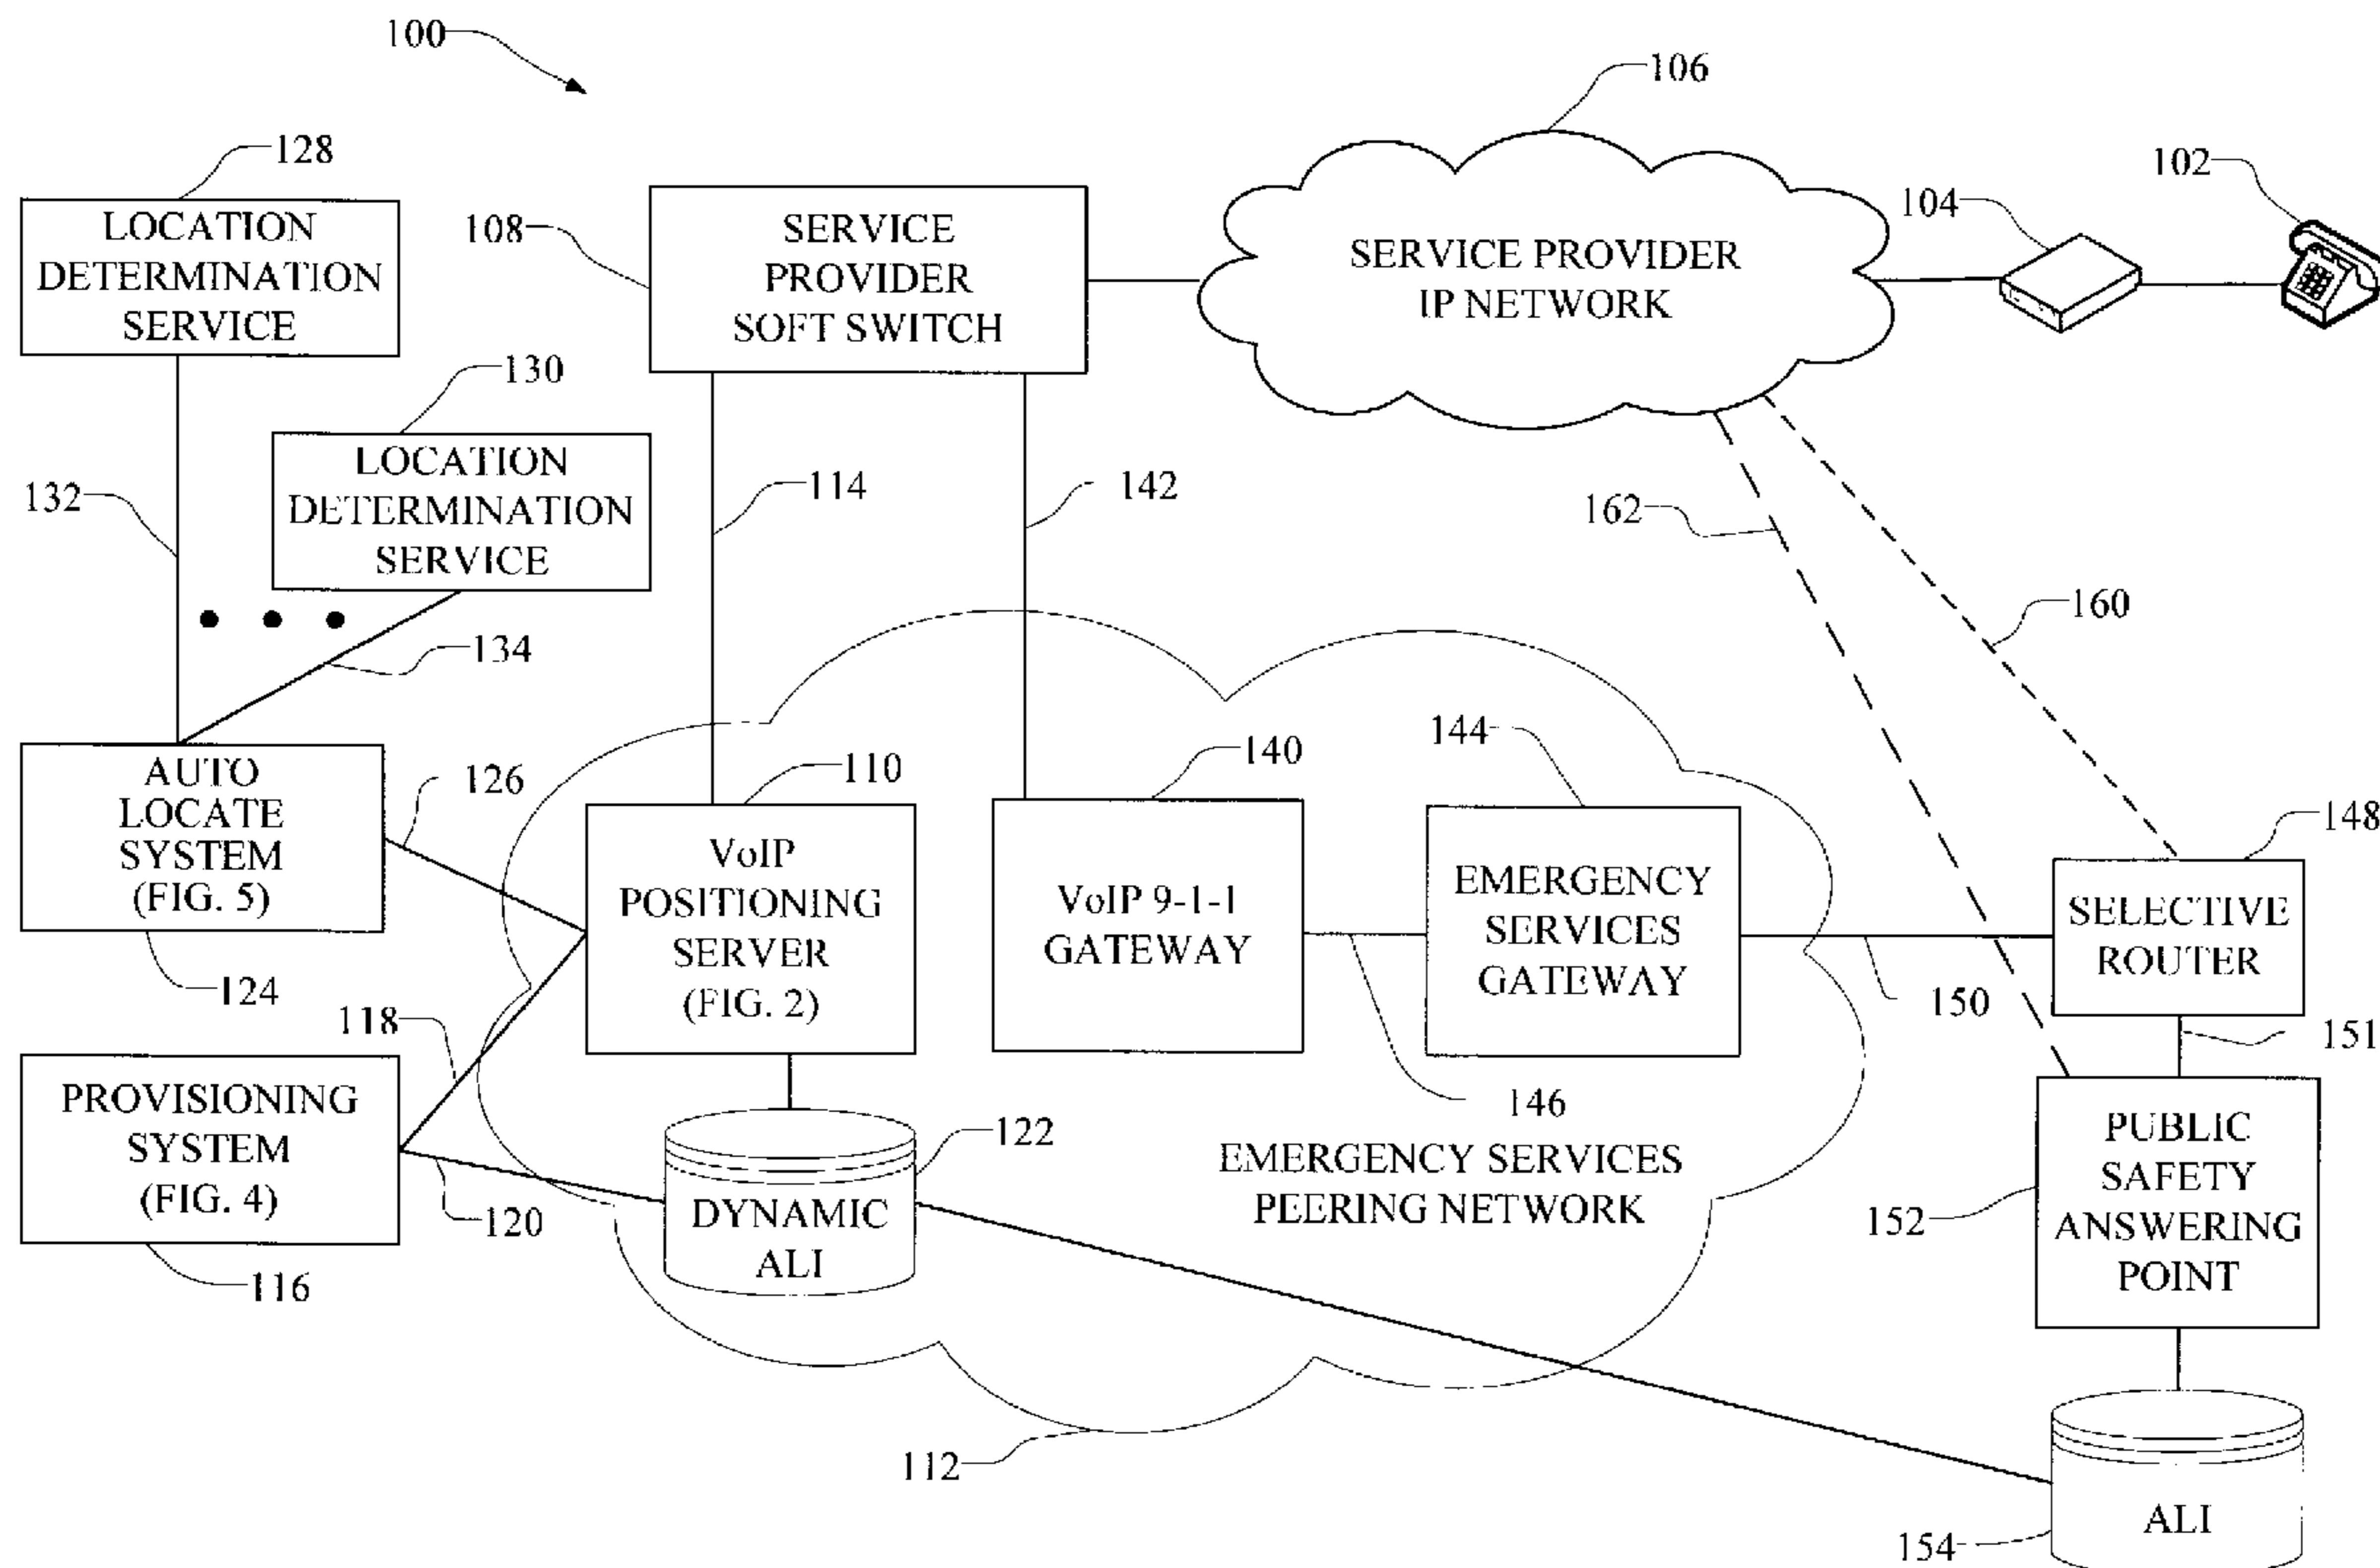 100
106
128
102
LOCATION
DETERMINATION
SERVICE
108
SERVICE
PROVIDER
SOFT SWITCH
SERVICE PROVIDER
IP NETWORK
104
130
LOCATION
DETERMINATION
SERVICE
132
114
142
162
160
134
144
140
110
126
148
AUTO
LOCATE
SYSTEM
(FIG. 5)
VoIP
POSITIONING
SERVER
(FIG. 2)
VoIP 9-1-1
GATEWAY
EMERGENCY
SERVICES
GATEWAY
SELECTIVE
ROUTER
124
118
150
151
146
PROVISIONING
SYSTEM
(FIG. 4)
122
EMERGENCY SERVICES
PEERING NETWORK
PUBLIC
SAFETY
ANSWERING
POINT
152
120
DYNAMIC
ALI
116
112
ALI
154